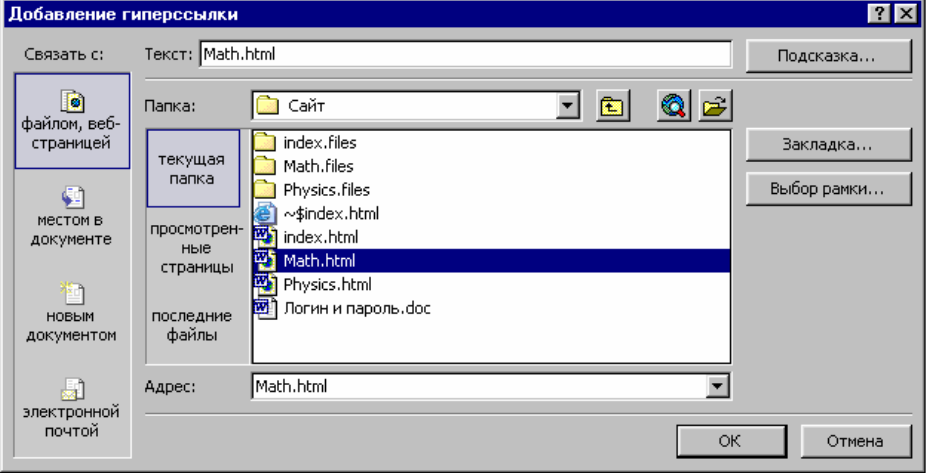 Добавление гиперссылки
Связать с:
Текст: Math.html
Подсказка...
файлом, веб-
страницей
местом в
документе
новым
документом
электронной
почтой
Папка: Сайт
текущая
папка
просмотрен-
ные
страницы
последние
файлы
index.files
Math.files
Physics.files
~$index.html
index.html
Math.html
Physics.html
Логин и пароль.doc
Закладка...
Выбор рамки...
Адрес: Math.html
ОК
Отмена